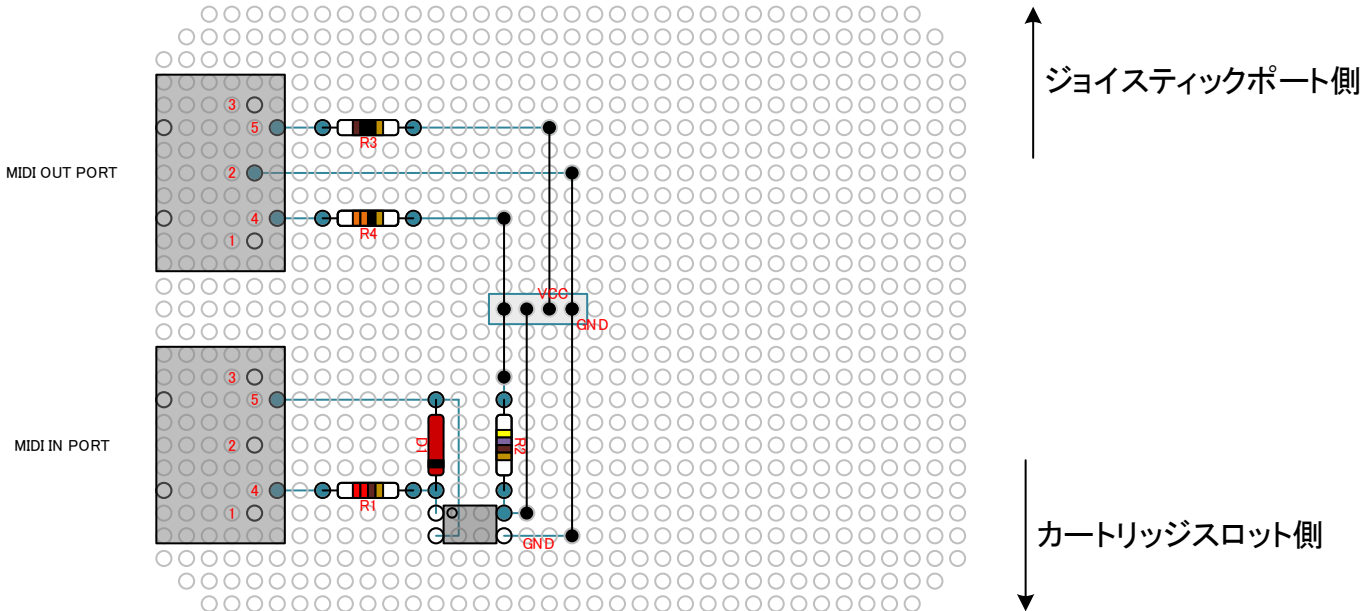 ジョイスティックポート側
3
5
R3
MIDI OUT PORT
2
4
R4
1
VCC
GND
3
5
MIDI IN PORT
2
D1
R2
4
R1
1
GND
カートリッジスロット側